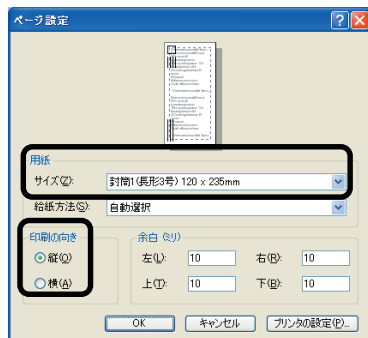 ページ設定
用紙
サイズ(Z): 封筒1(長形3号) 120 x 235mm
給紙方法(S): 自動選択
印刷の向き
縦(O)
横(A)
余白 (ミリ)
左(L): 10 右(R): 10
上(T): 10 下(B): 10
OK キャンセル プリンタの設定(P)...